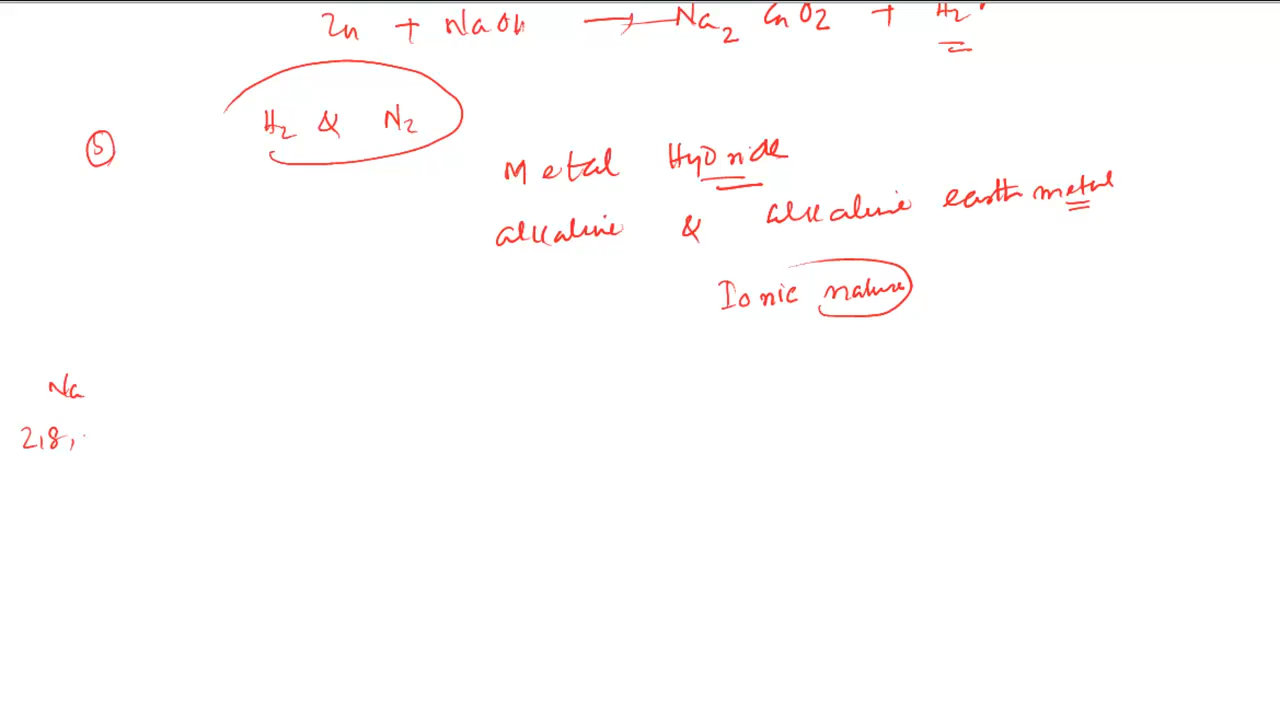 Zn + NaOH → Na2 ZnO2 + H2
5 H2 & N2
Metal Hydride
alkaline & alkaline earth metal
Ionic nature
Na
2,8,